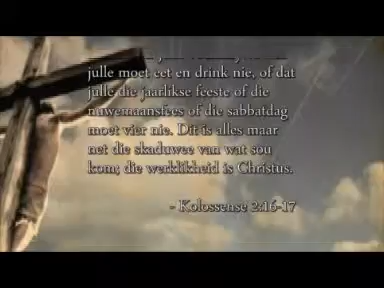 julle moet eet en drink nie, of dat
julle die jaarlikse feeste of die
nuwemaansfees of die sabbatdag
moet vier nie. Dit is alles maar
net die skaduwee van wat sou
kom; die werklikheid is Christus.
- Kolossense 2:16-17